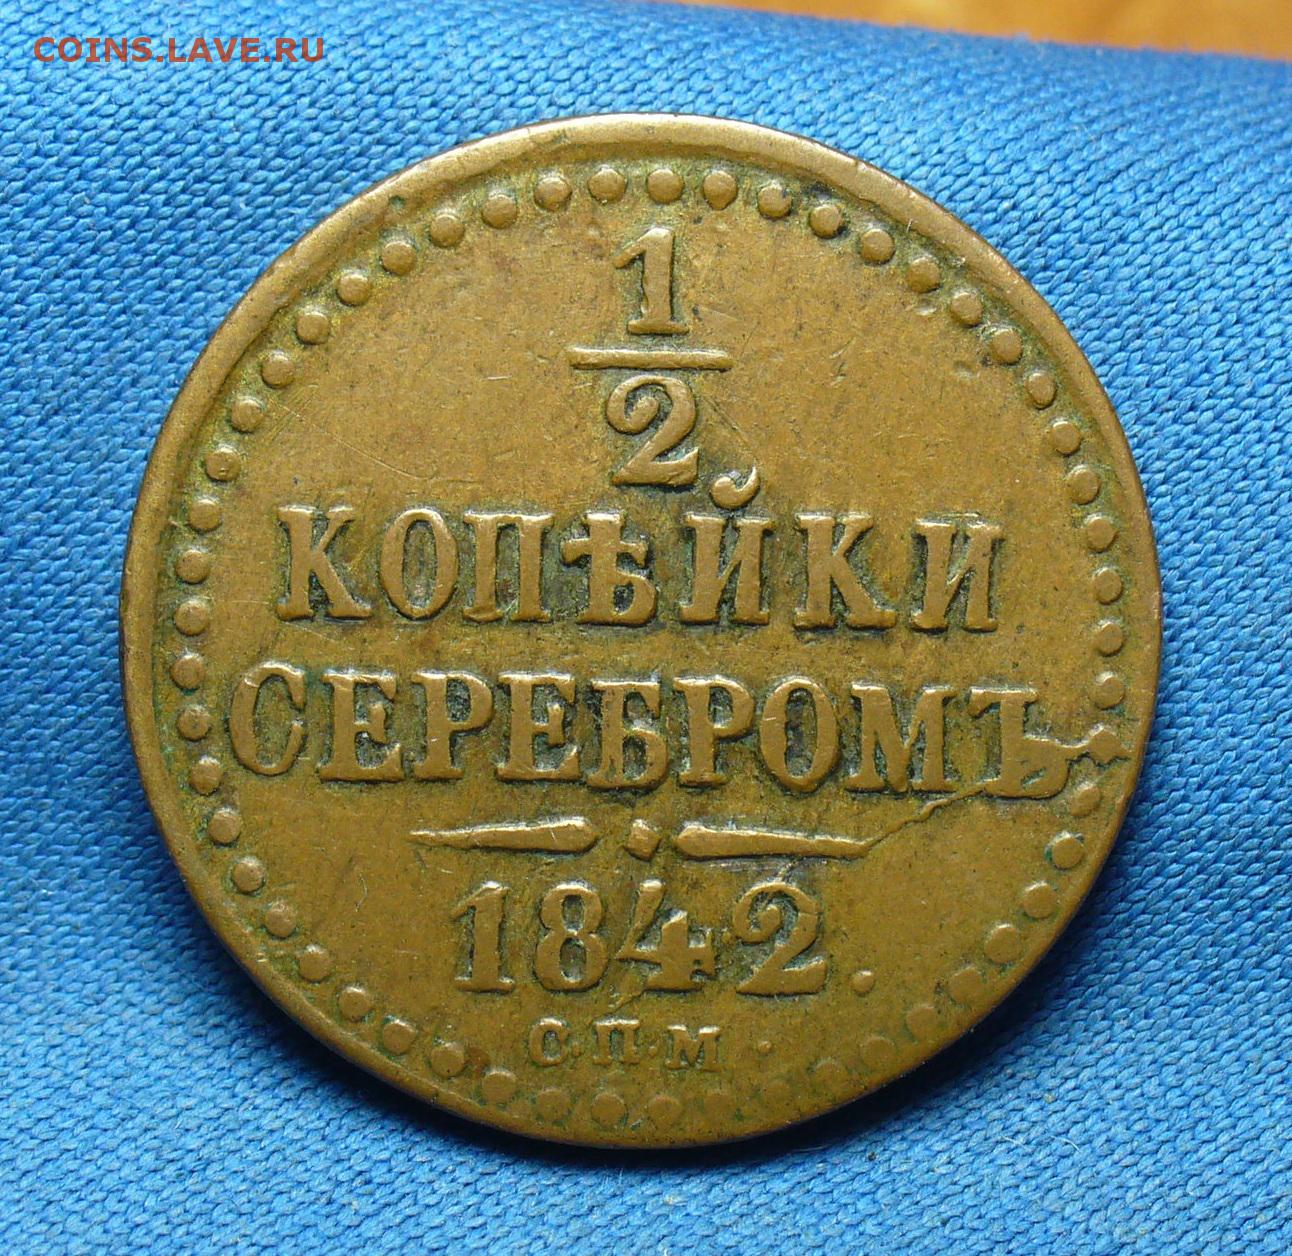 COINS.LAVE.RU
1
2
КОПѢЙКИ
СЕРЕБРОМЪ
1842.
С.П.М.